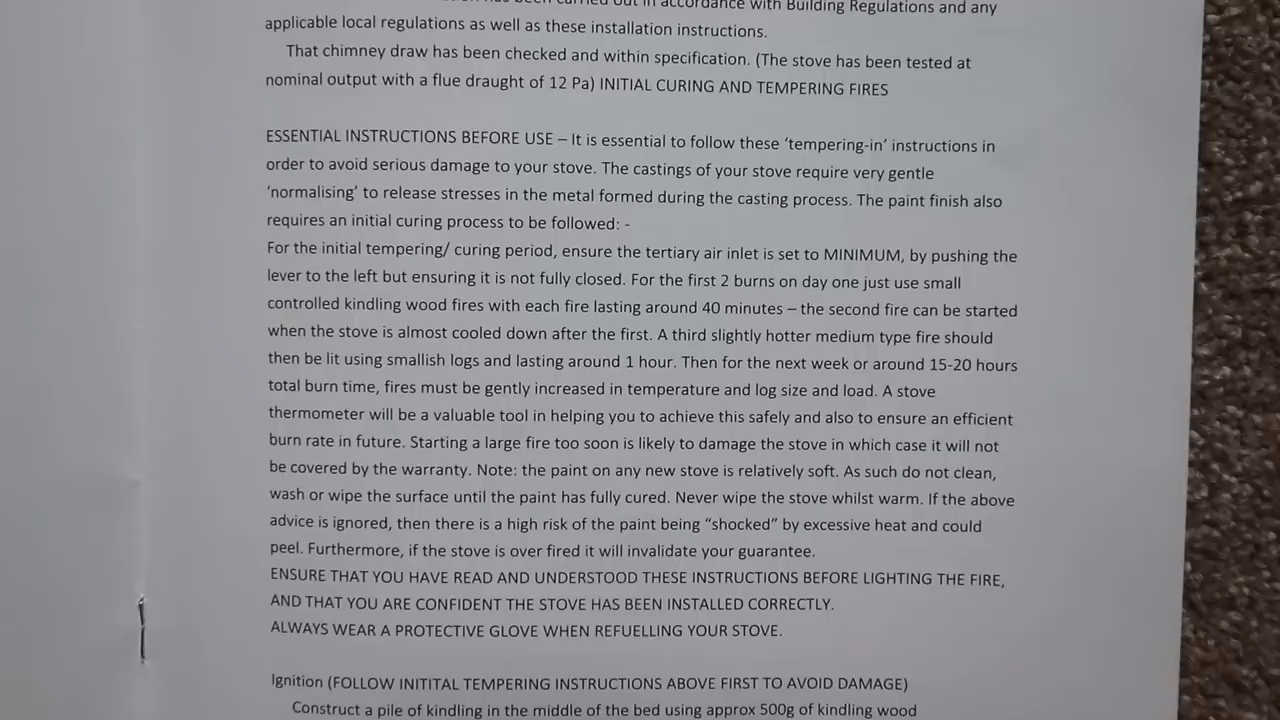 carried out in accordance with Building Regulations and any
applicable local regulations as well as these installation instructions.
That chimney draw has been checked and within specification. (The stove has been tested at
nominal output with a flue draught of 12 Pa) INITIAL CURING AND TEMPERING FIRES
ESSENTIAL INSTRUCTIONS BEFORE USE – It is essential to follow these ‘tempering-in’ instructions in
order to avoid serious damage to your stove. The castings of your stove require very gentle
‘normalising’ to release stresses in the metal formed during the casting process. The paint finish also
requires an initial curing process to be followed: -
For the initial tempering/ curing period, ensure the tertiary air inlet is set to MINIMUM, by pushing the
lever to the left but ensuring it is not fully closed. For the first 2 burns on day one just use small
controlled kindling wood fires with each fire lasting around 40 minutes – the second fire can be started
when the stove is almost cooled down after the first. A third slightly hotter medium type fire should
then be lit using smallish logs and lasting around 1 hour. Then for the next week or around 15-20 hours
total burn time, fires must be gently increased in temperature and log size and load. A stove
thermometer will be a valuable tool in helping you to achieve this safely and also to ensure an efficient
burn rate in future. Starting a large fire too soon is likely to damage the stove in which case it will not
be covered by the warranty. Note: the paint on any new stove is relatively soft. As such do not clean,
wash or wipe the surface until the paint has fully cured. Never wipe the stove whilst warm. If the above
advice is ignored, then there is a high risk of the paint being “shocked” by excessive heat and could
peel. Furthermore, if the stove is over fired it will invalidate your guarantee.
ENSURE THAT YOU HAVE READ AND UNDERSTOOD THESE INSTRUCTIONS BEFORE LIGHTING THE FIRE,
AND THAT YOU ARE CONFIDENT THE STOVE HAS BEEN INSTALLED CORRECTLY.
ALWAYS WEAR A PROTECTIVE GLOVE WHEN REFUELLING YOUR STOVE.
Ignition (FOLLOW INITITAL TEMPERING INSTRUCTIONS ABOVE FIRST TO AVOID DAMAGE)
Construct a pile of kindling in the middle of the bed using approx 500g of kindling wood